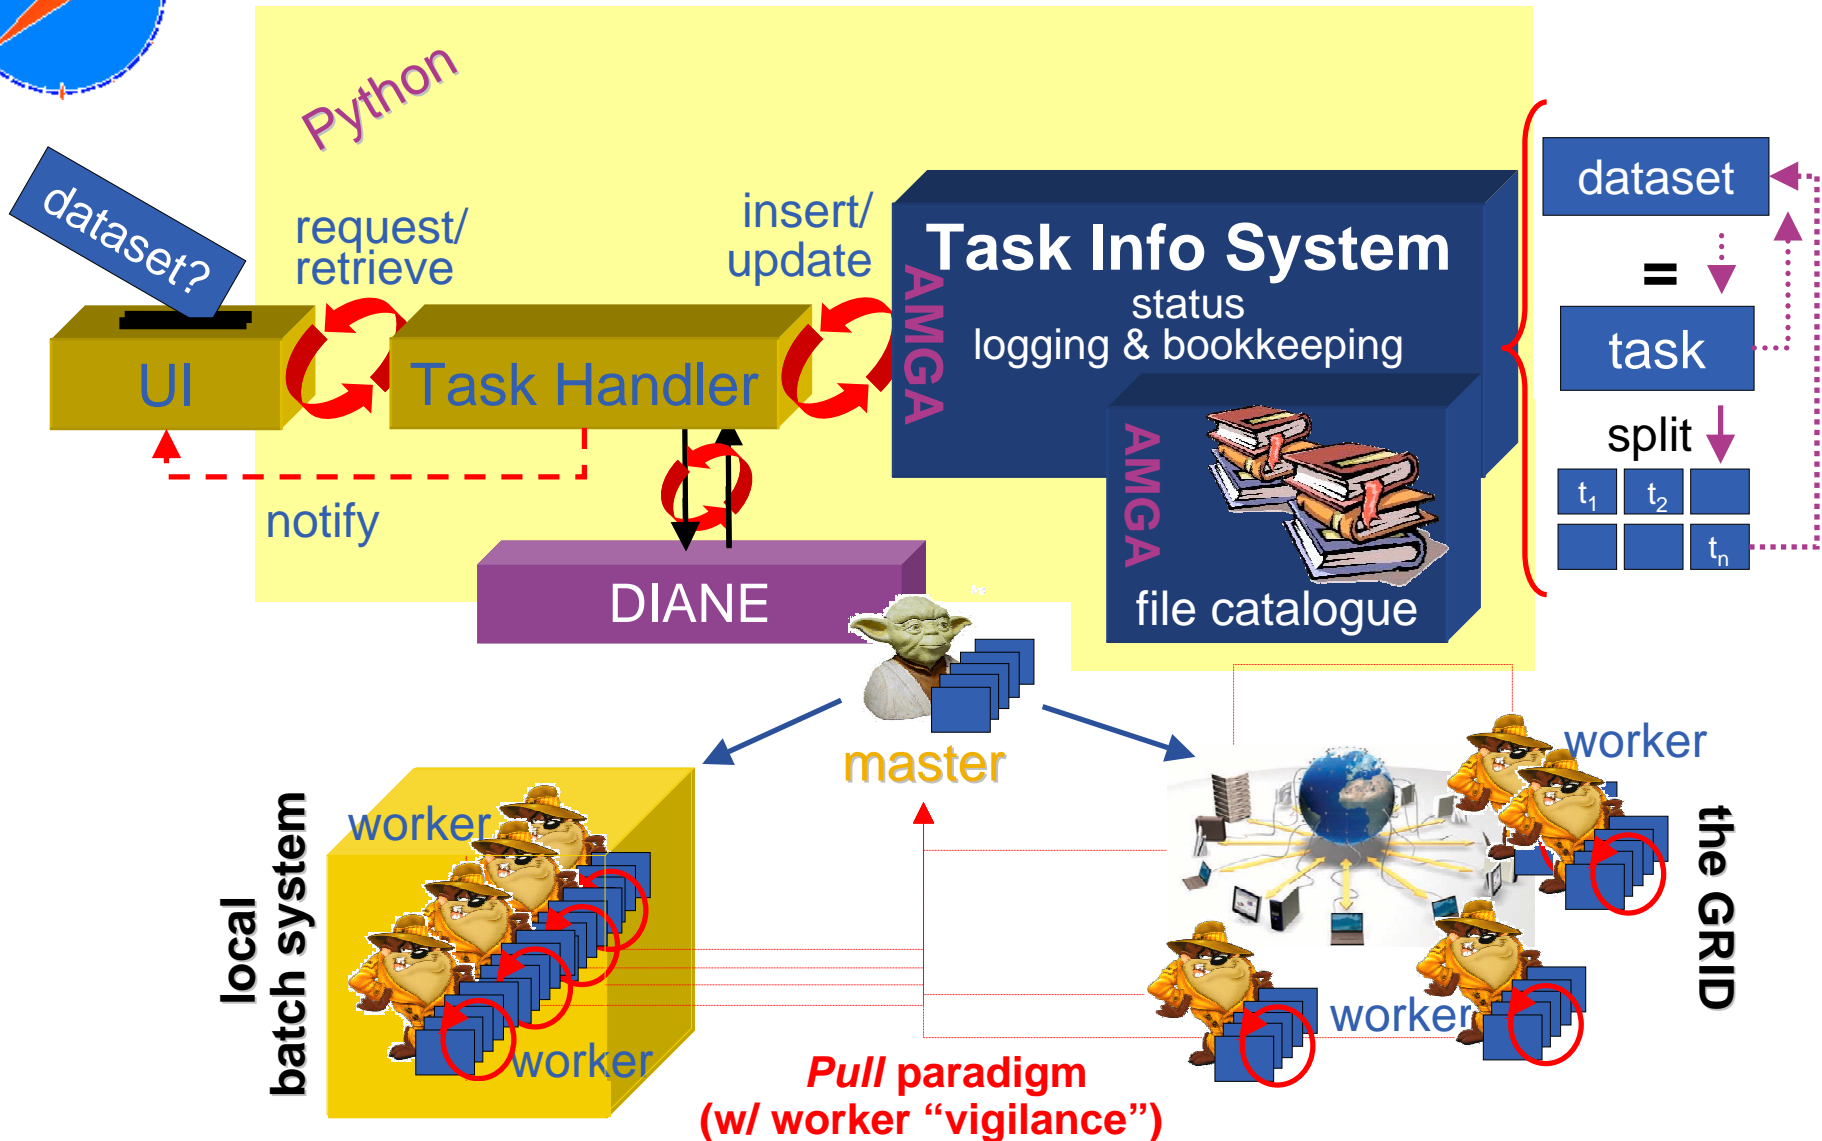 Python
dataset?
request/
retrieve
insert/
update
UI
Task Handler
notify
DIANE
AMGA
Task Info System
status
logging & bookkeeping
AMGA
file catalogue
dataset
=
task
split
t1
t2
tn
master
worker
worker
local
batch system
worker
worker
the GRID
Pull paradigm
(w/ worker “vigilance”)